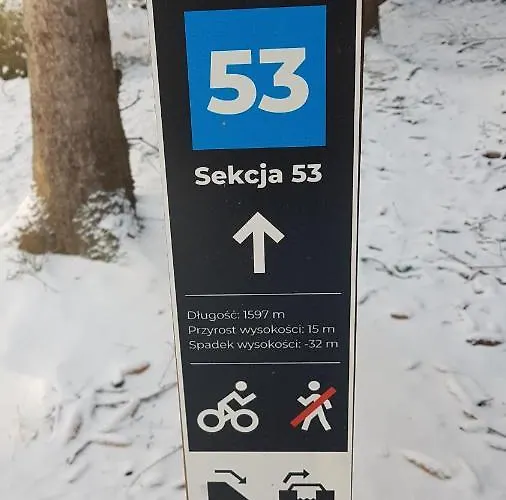 53
Sekcja 53
Długość: 1597 m
Przyrost wysokości: 15 m
Spadek wysokości: -32 m